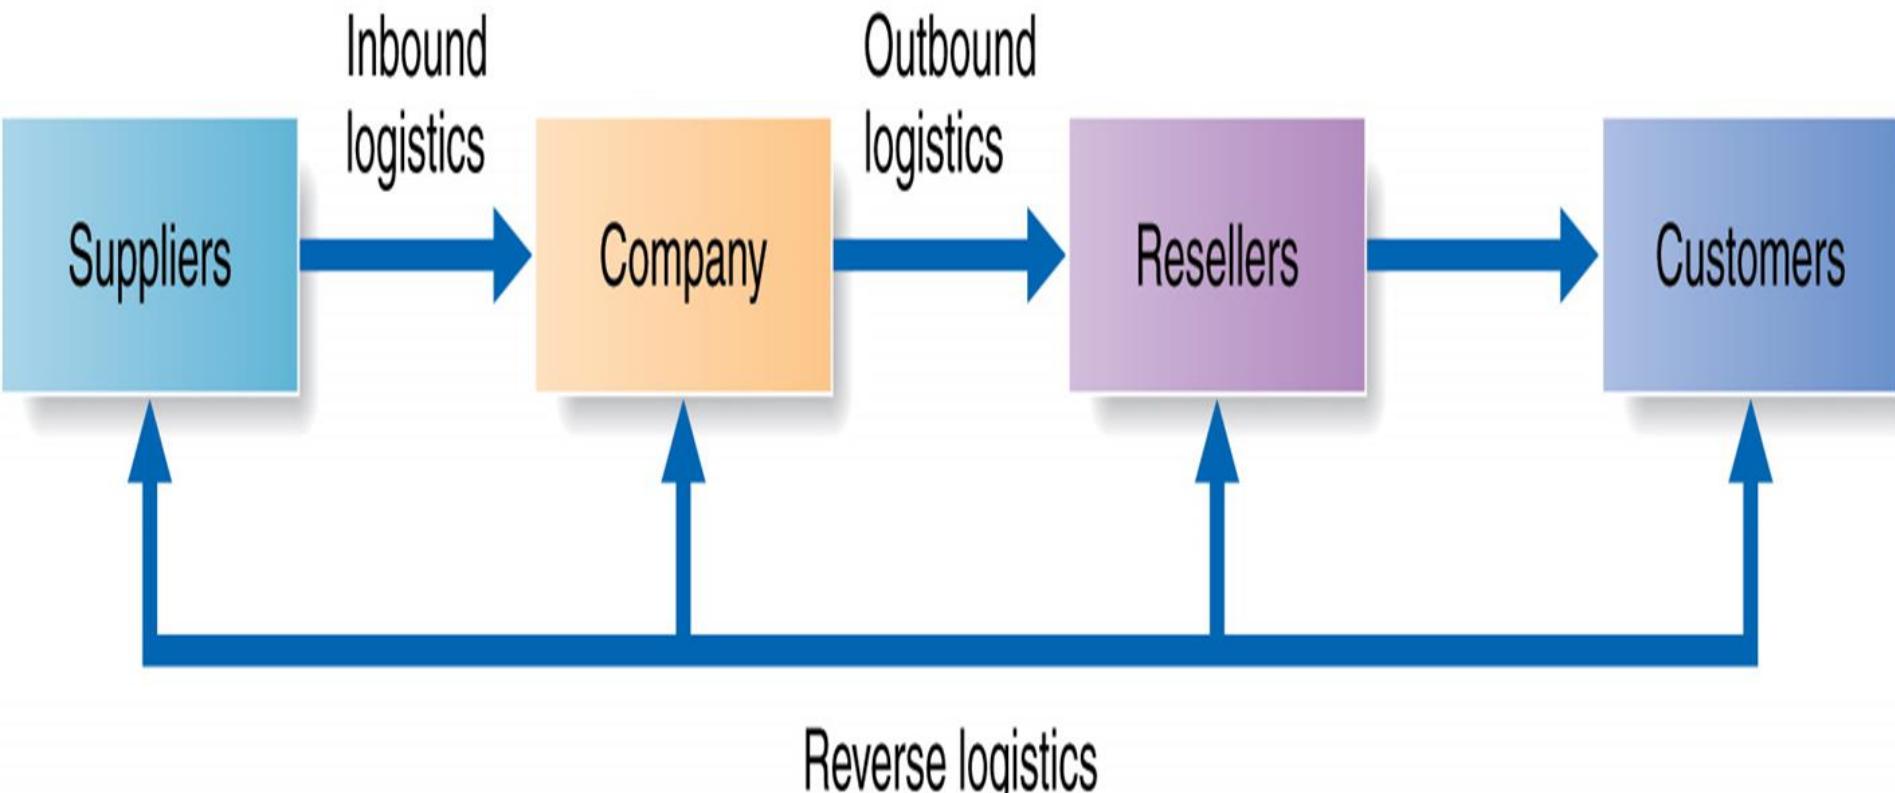 Inbound
logistics
Outbound
logistics
Suppliers
Company
Resellers
Customers
Reverse logistics